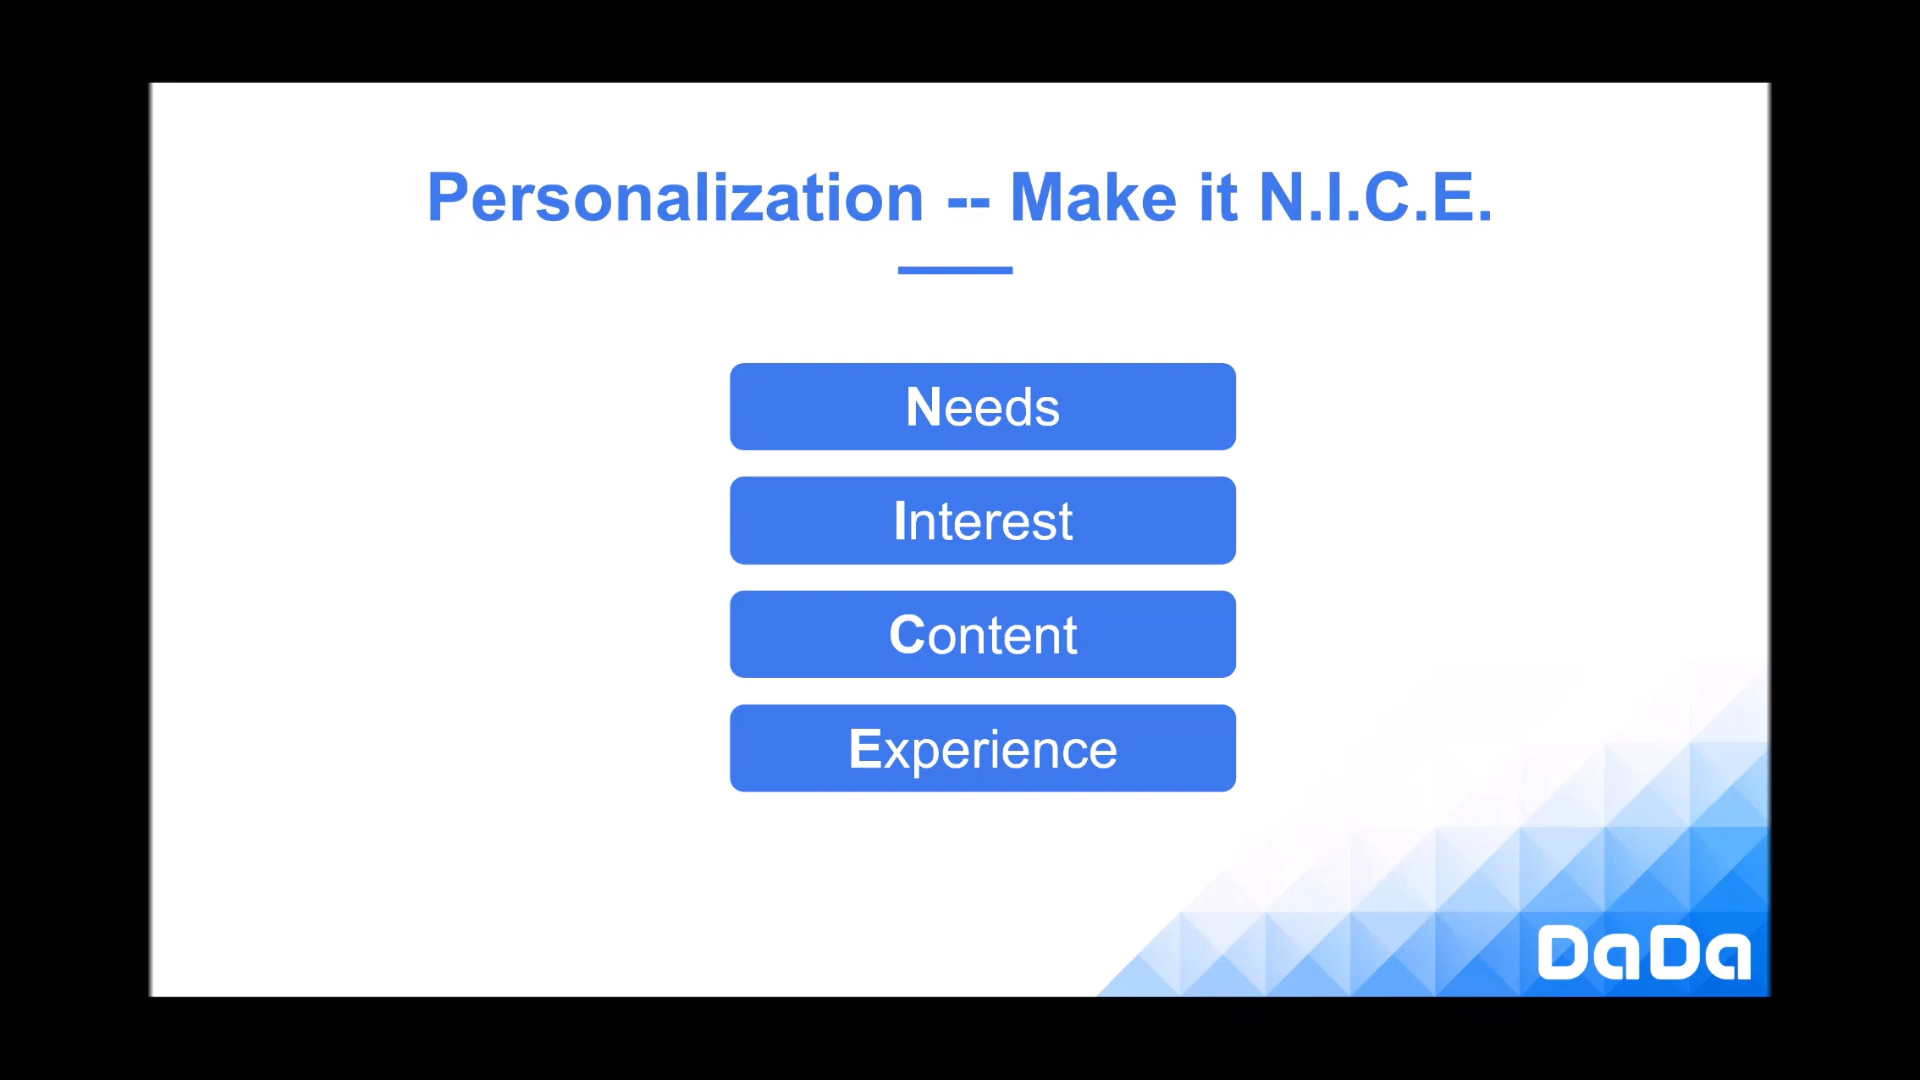 Personalization -- Make it N.I.C.E.
Needs
Interest
Content
Experience
DaDa